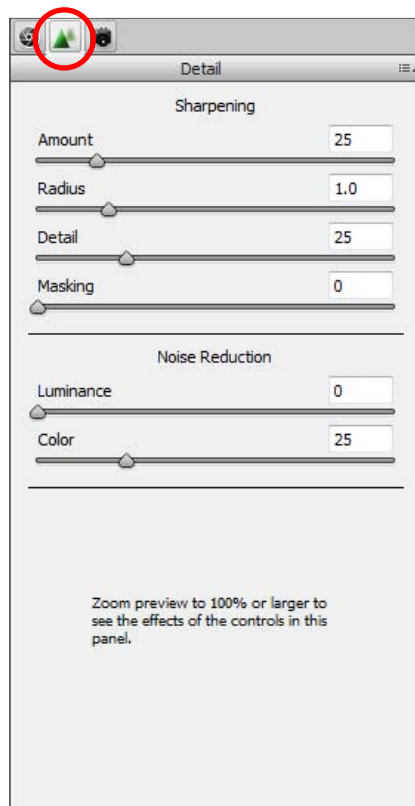 Detail
Sharpening
Amount 25
Radius 1.0
Detail 25
Masking 0
Noise Reduction
Luminance 0
Color 25
Zoom preview to 100% or larger to
see the effects of the controls in this
panel.